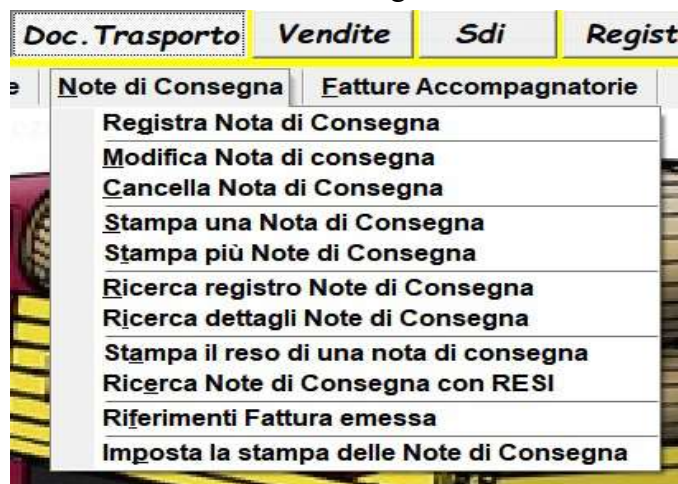 Doc.Trasporto Vendite Sdi Regist
e Note di Consegna Fatture Accompagnatorie
Registra Nota di Consegna
Modifica Nota di consegna
Cancella Nota di Consegna
Stampa una Nota di Consegna
Stampa più Note di Consegna
Ricerca registro Note di Consegna
Ricerca dettagli Note di Consegna
Stampa il reso di una nota di consegna
Ricerca Note di Consegna con RESI
Riferimenti Fattura emessa
Imposta la stampa delle Note di Consegna